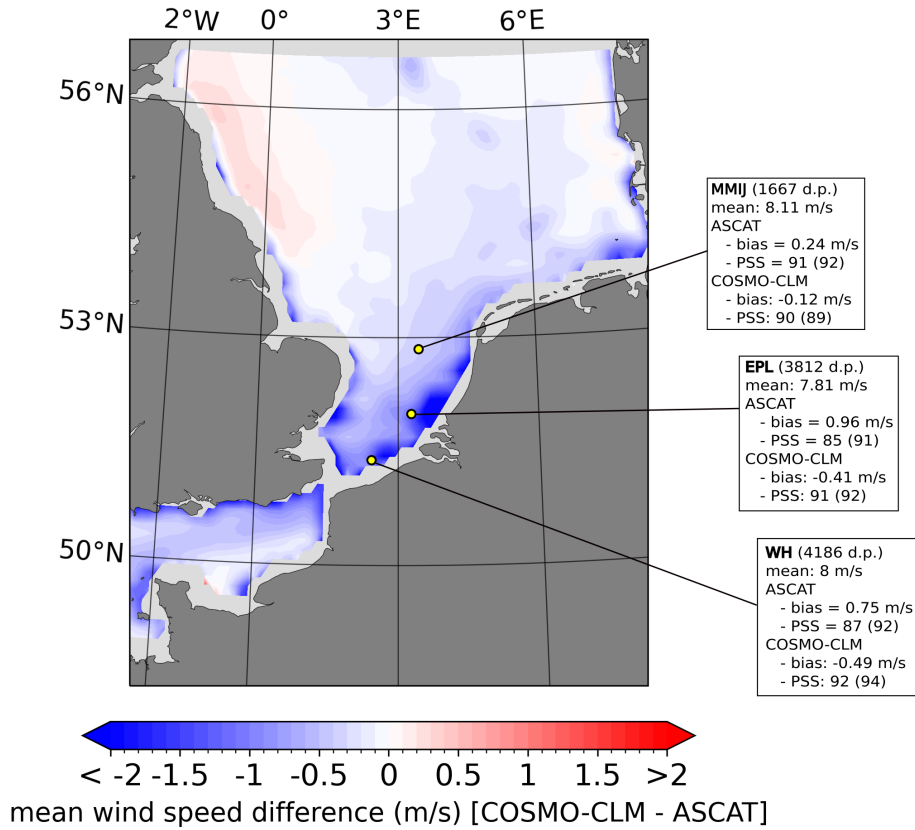 2°W 0° 3°E 6°E
56°N
53°N
50°N
MMIJ (1667 d.p.)
mean: 8.11 m/s
ASCAT
- bias = 0.24 m/s
- PSS = 91 (92)
COSMO-CLM
- bias: -0.12 m/s
- PSS: 90 (89)
EPL (3812 d.p.)
mean: 7.81 m/s
ASCAT
- bias = 0.96 m/s
- PSS = 85 (91)
COSMO-CLM
- bias: -0.41 m/s
- PSS: 91 (92)
WH (4186 d.p.)
mean: 8 m/s
ASCAT
- bias = 0.75 m/s
- PSS = 87 (92)
COSMO-CLM
- bias: -0.49 m/s
- PSS: 92 (94)
< -2 -1.5 -1 -0.5 0 0.5 1 1.5 >2
mean wind speed difference (m/s) [COSMO-CLM - ASCAT]